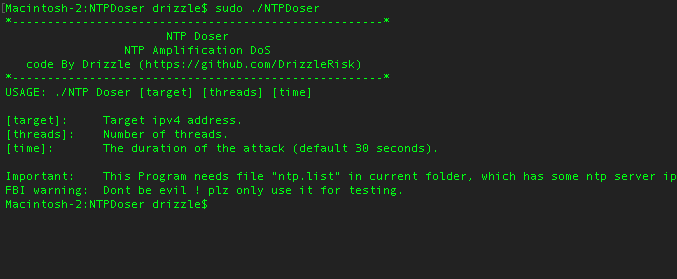 [Macintosh-2:NTPDoser drizzle$ sudo ./NTPDoser
*------------------------------------------------------*
NTP Doser
NTP Amplification DoS
code By Drizzle (https://github.com/DrizzleRisk)
*------------------------------------------------------*
USAGE: ./NTP Doser [target] [threads] [time]
[target]: Target ipv4 address.
[threads]: Number of threads.
[time]: The duration of the attack (default 30 seconds).
Important: This Program needs file "ntp.list" in current folder, which has some ntp server ip
FBI warning: Dont be evil ! plz only use it for testing.
Macintosh-2:NTPDoser drizzle$